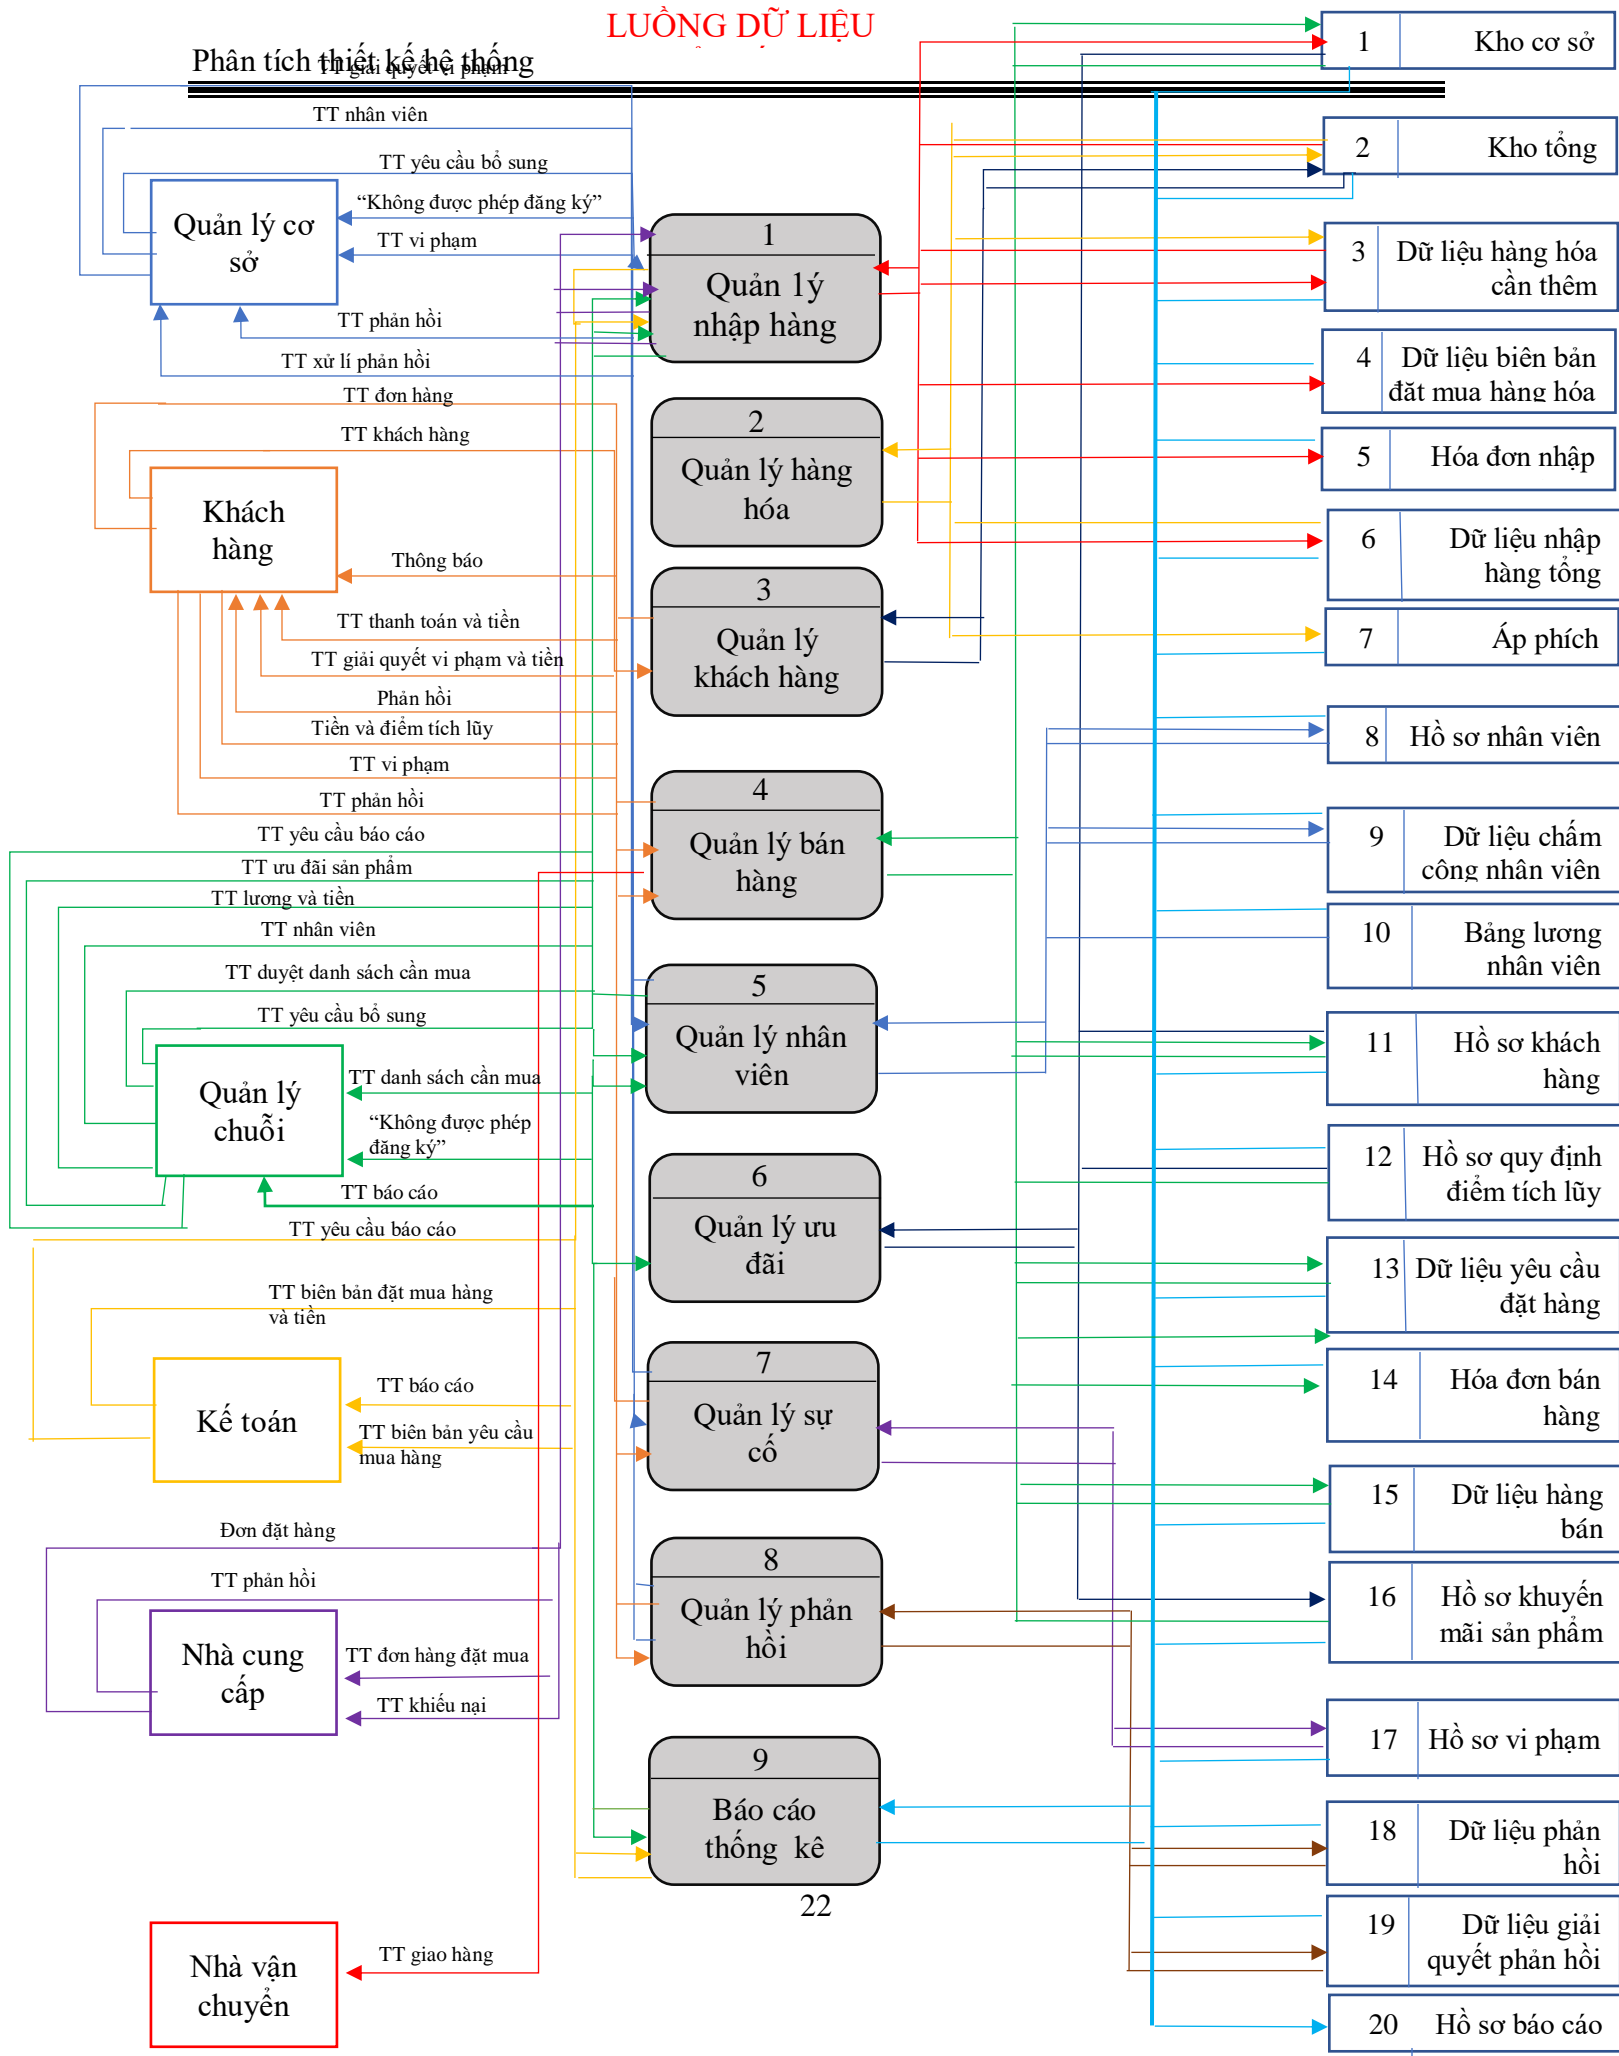 LUỒNG DỮ LIỆU
Phân tích thiết kế hệ thống
TT giải quyết vi phạm
TT nhân viên
TT yêu cầu bổ sung
“Không được phép đăng ký”
TT vi phạm
Quản lý cơ
sở
TT phản hồi
TT xử lí phản hồi
TT đơn hàng
TT khách hàng
Khách
hàng
Thông báo
TT thanh toán và tiền
TT giải quyết vi phạm và tiền
Phản hồi
Tiền và điểm tích lũy
TT vi phạm
TT phản hồi
TT yêu cầu báo cáo
TT ưu đãi sản phẩm
TT lương và tiền
TT nhân viên
TT duyệt danh sách cần mua
TT yêu cầu bổ sung
Quản lý
chuỗi
TT danh sách cần mua
“Không được phép
đăng ký”
TT báo cáo
TT yêu cầu báo cáo
TT biên bản đặt mua hàng
và tiền
Kế toán
TT báo cáo
TT biên bản yêu cầu
mua hàng
Đơn đặt hàng
TT phản hồi
Nhà cung
cấp
TT đơn hàng đặt mua
TT khiếu nại
Nhà vận
chuyển
TT giao hàng
1
Quản lý
nhập hàng
2
Quản lý hàng
hóa
3
Quản lý
khách hàng
4
Quản lý bán
hàng
5
Quản lý nhân
viên
6
Quản lý ưu
đãi
7
Quản lý sự
cố
8
Quản lý phản
hồi
9
Báo cáo
thống kê
22
1 Kho cơ sở
2 Kho tổng
3 Dữ liệu hàng hóa
cần thêm
4 Dữ liệu biên bản
đặt mua hàng hóa
5 Hóa đơn nhập
6 Dữ liệu nhập
hàng tổng
7 Áp phích
8 Hồ sơ nhân viên
9 Dữ liệu chấm
công nhân viên
10 Bảng lương
nhân viên
11 Hồ sơ khách
hàng
12 Hồ sơ quy định
điểm tích lũy
13 Dữ liệu yêu cầu
đặt hàng
14 Hóa đơn bán
hàng
15 Dữ liệu hàng
bán
16 Hồ sơ khuyến
mãi sản phẩm
17 Hồ sơ vi phạm
18 Dữ liệu phản
hồi
19 Dữ liệu giải
quyết phản hồi
20 Hồ sơ báo cáo